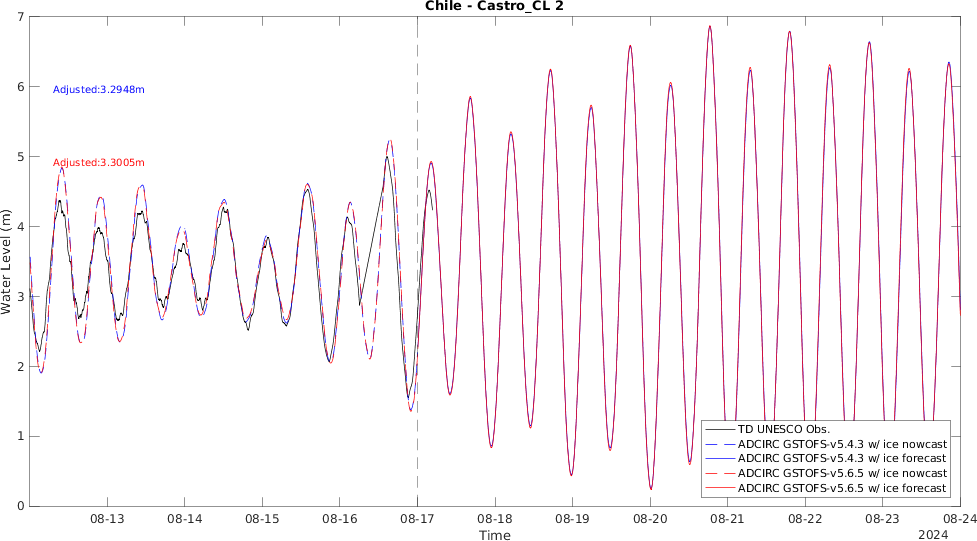 Chile - Castro_CL 2
7
6
5
4
3
2
1
0
Water Level (m)
Adjusted:3.2948m
Adjusted:3.3005m
TD UNESCO Obs.
ADCIRC GSTOFS-v5.4.3 w/ ice nowcast
ADCIRC GSTOFS-v5.4.3 w/ ice forecast
ADCIRC GSTOFS-v5.6.5 w/ ice nowcast
ADCIRC GSTOFS-v5.6.5 w/ ice forecast
08-13 08-14 08-15 08-16 08-17 08-18 08-19 08-20 08-21 08-22 08-23 08-24
Time
2024